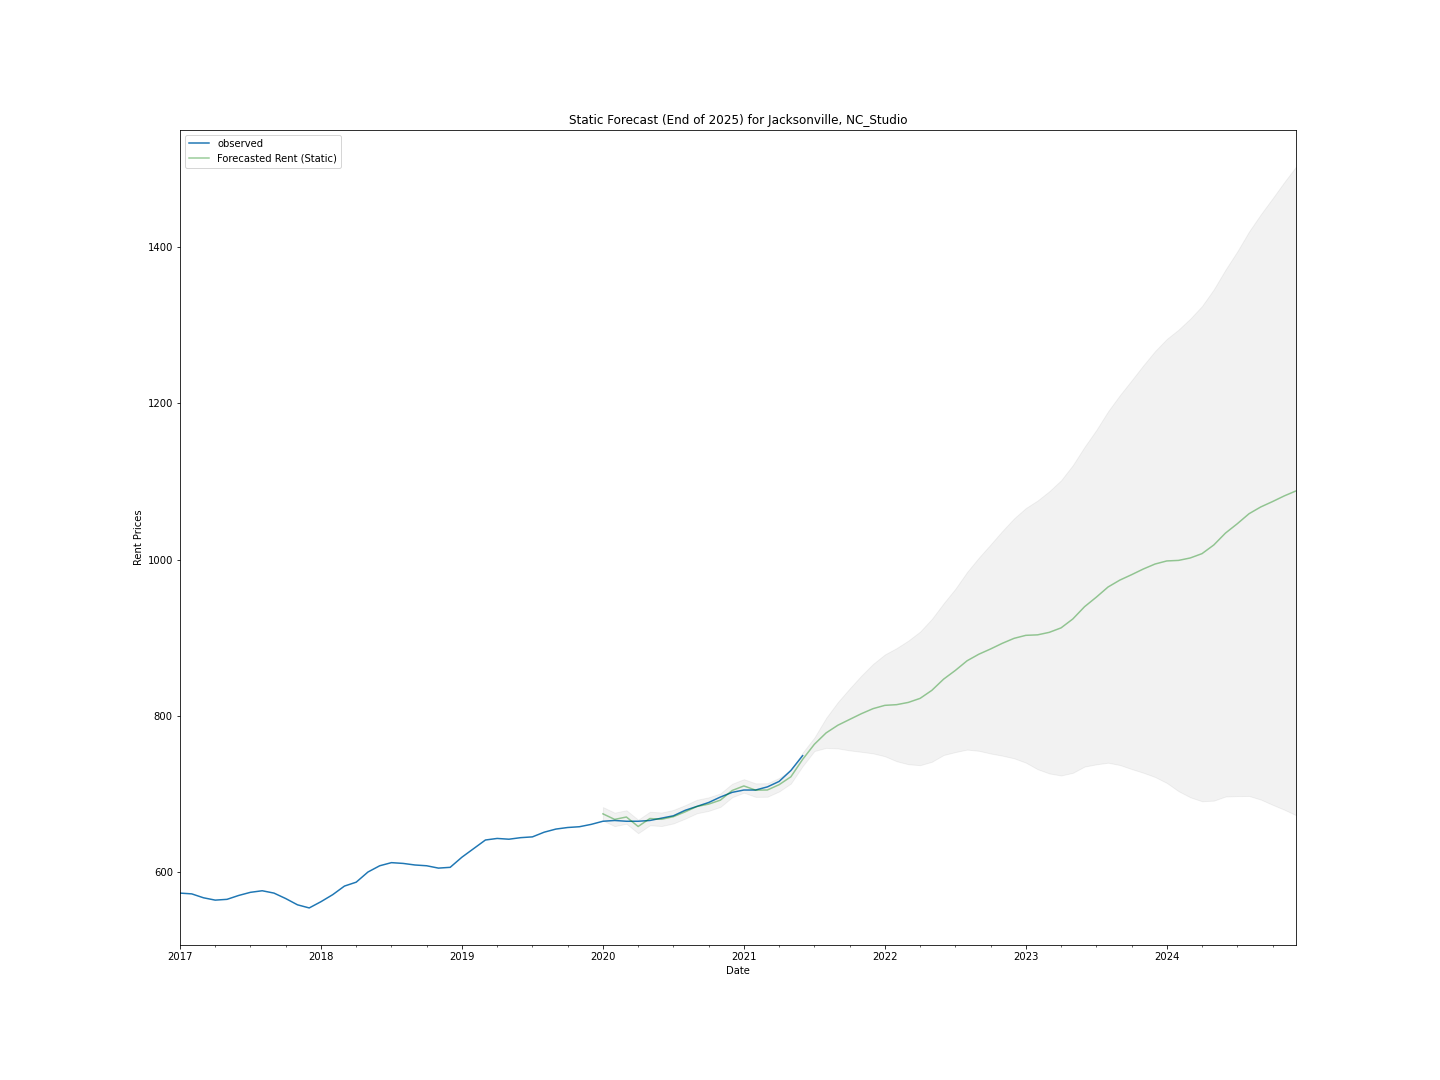 Static Forecast (End of 2025) for Jacksonville, NC_Studio
observed
Forecasted Rent (Static)
1400
1200
1000
800
600
Rent Prices
2017 2018 2019 2020 2021 2022 2023 2024
Date